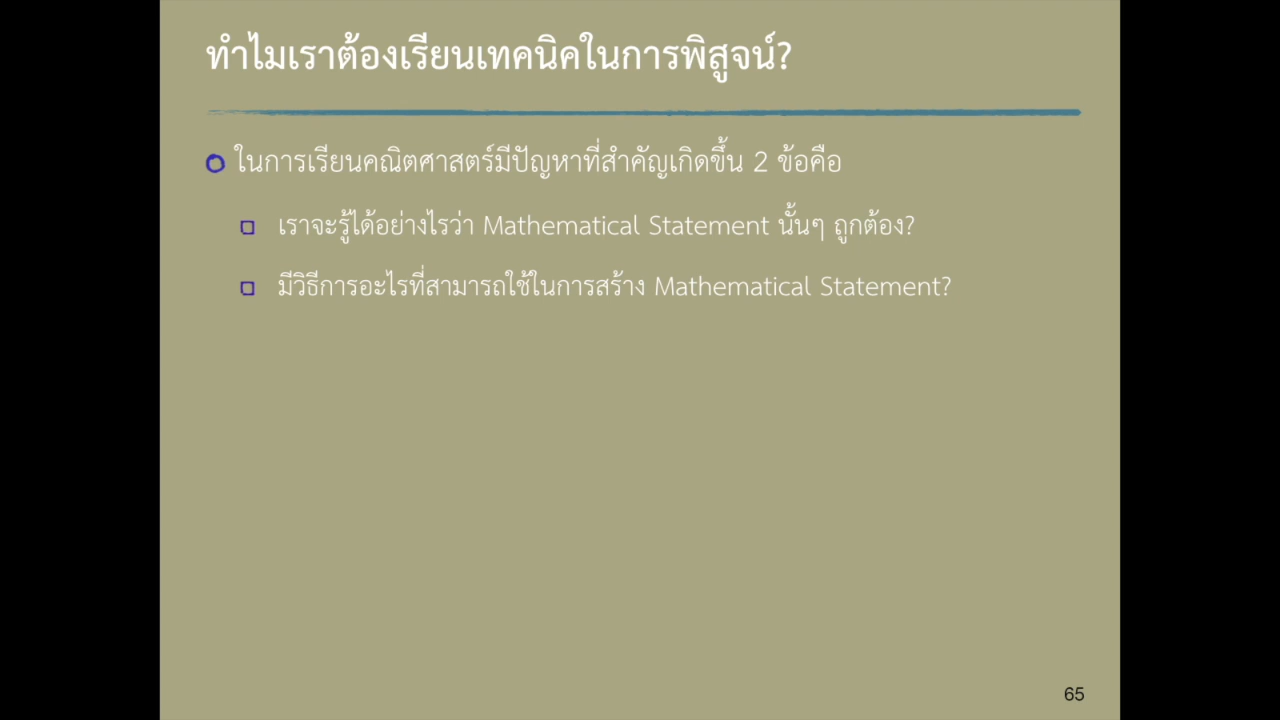 ทำไมเราต้องเรียนเทคนิคในการพิสูจน์?
ในการเรียนคณิตศาสตร์มีปัญหาที่สำคัญเกิดขึ้น 2 ข้อคือ
เราจะรู้ได้อย่างไรว่า Mathematical Statement นั้นๆ ถูกต้อง?
มีวิธีการอะไรที่สามารถใช้ในการสร้าง Mathematical Statement?
65